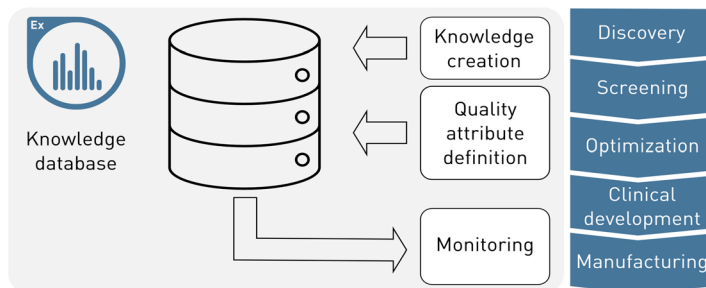 Ex
Knowledge
database
Knowledge
creation
Quality
attribute
definition
Monitoring
Discovery
Screening
Optimization
Clinical
development
Manufacturing